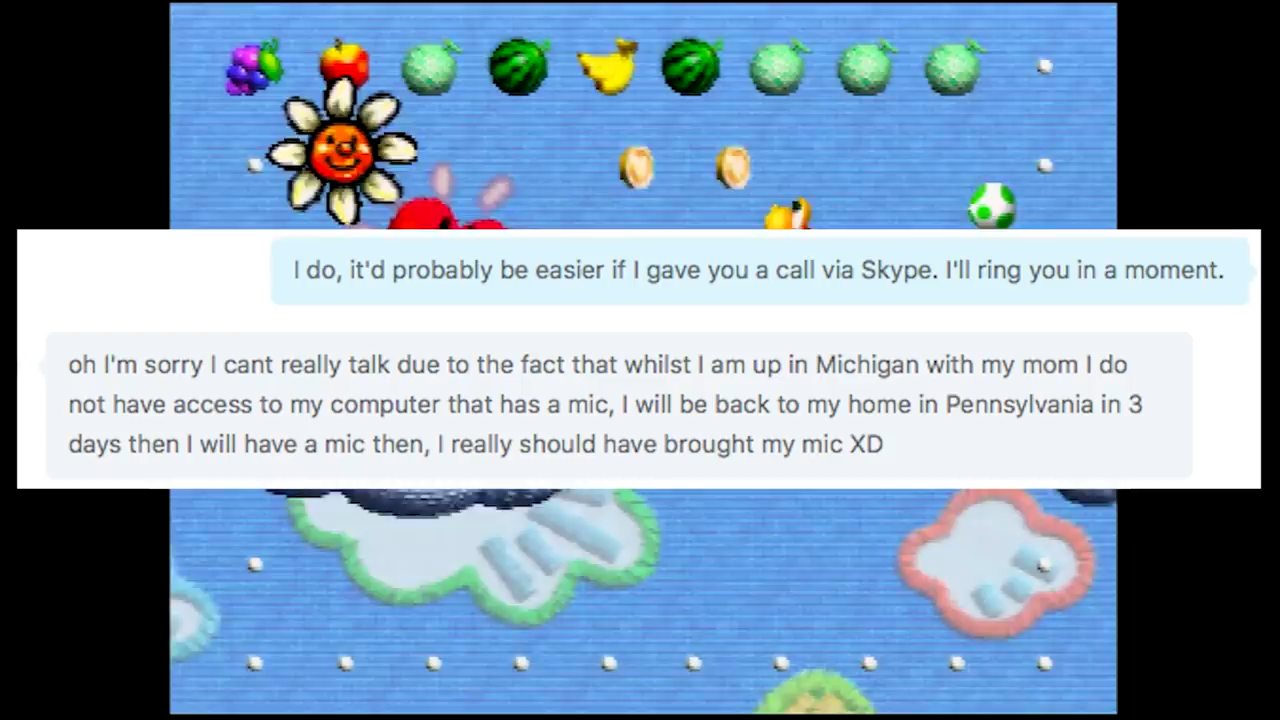 I do, it'd probably be easier if I gave you a call via Skype. I'll ring you in a moment.
oh I'm sorry I cant really talk due to the fact that whilst I am up in Michigan with my mom I do
not have access to my computer that has a mic, I will be back to my home in Pennsylvania in 3
days then I will have a mic then, I really should have brought my mic XD